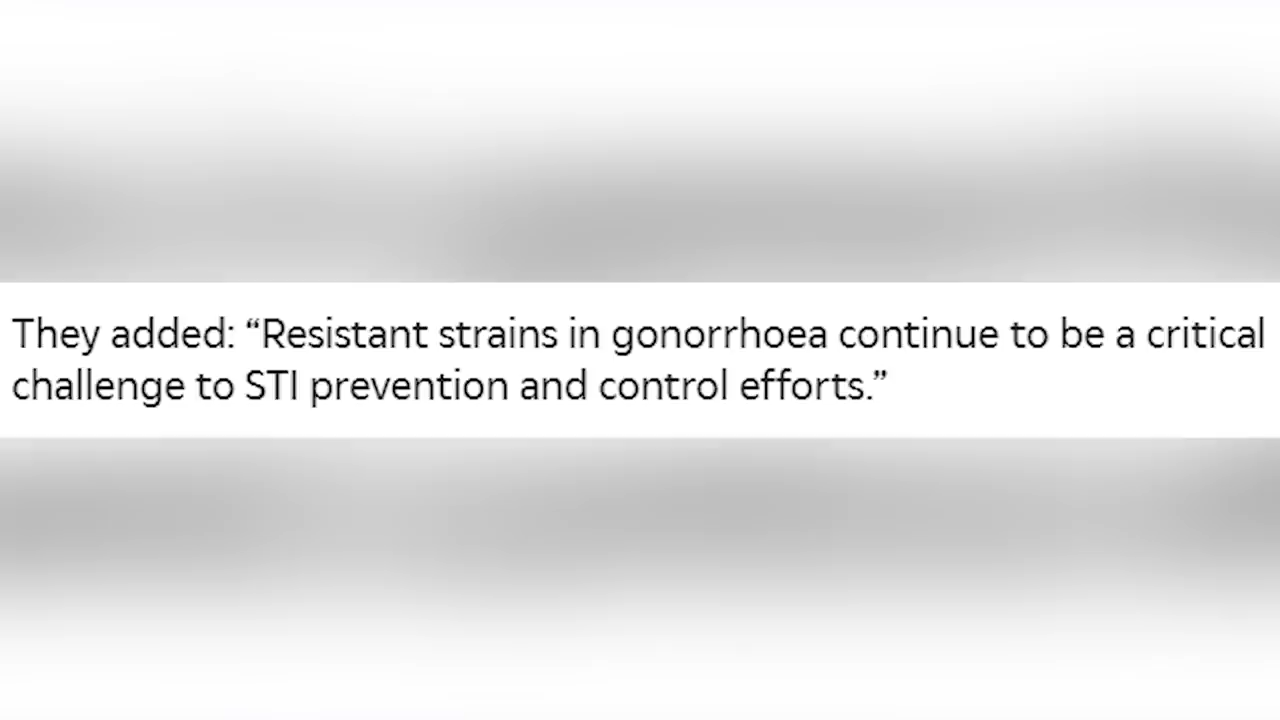 They added: “Resistant strains in gonorrhoea continue to be a critical
challenge to STI prevention and control efforts.”